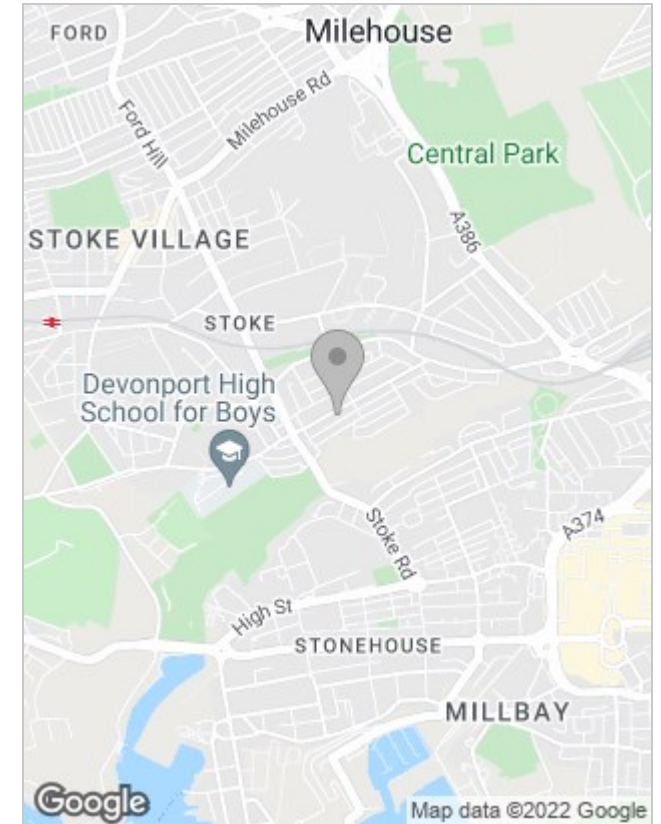 FORD
Milehouse
Milehouse Rd
Ford Hill
Central Park
A386
STOKE VILLAGE
STOKE
Devonport High
School for Boys
Stoke Rd
A374
High St
STONEHOUSE
MILLBAY
Google
Map data ©2022 Google